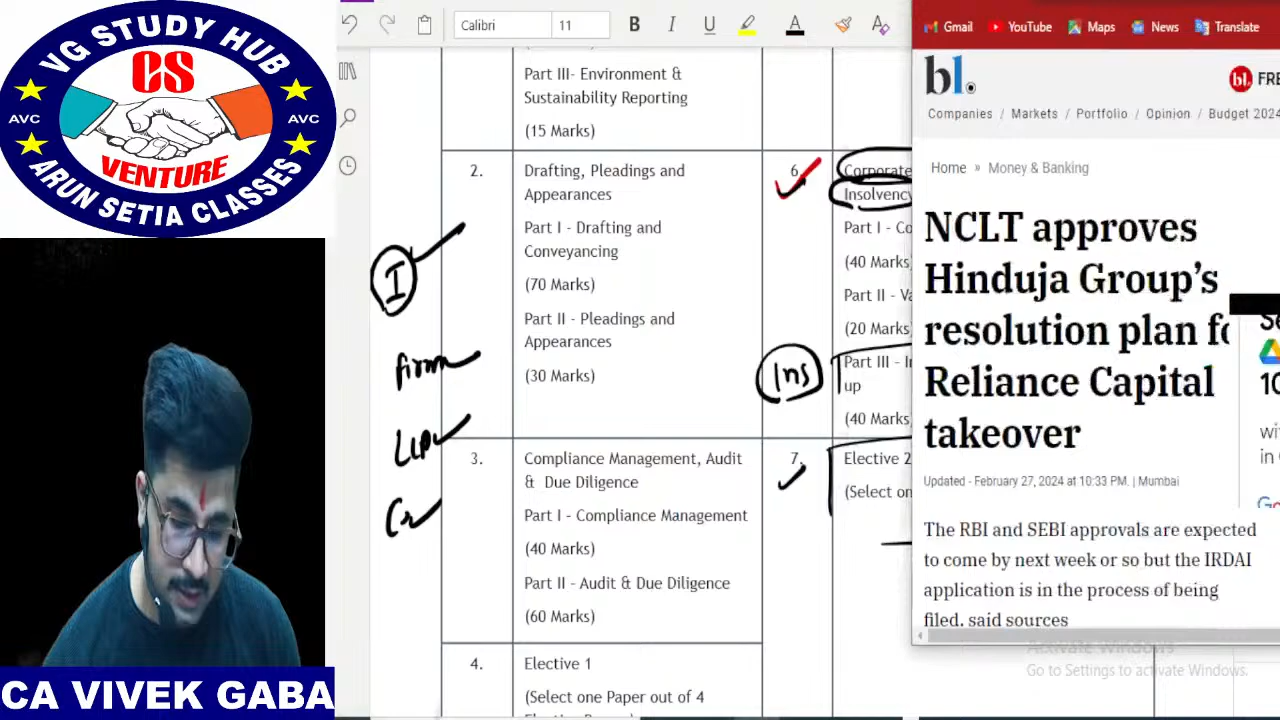 VG STUDY HUB
CS
AVC
AVC
VENTURE
ARUN SETIA CLASSES
CA VIVEK GABA
Calibri
11
B
I
U
A
A
Part III- Environment &
Sustainability Reporting
(15 Marks)
2.
Drafting, Pleadings and
Appearances
Part I - Drafting and
Conveyancing
(70 Marks)
Part II - Pleadings and
Appearances
(30 Marks)
3.
Compliance Management, Audit
& Due Diligence
Part I - Compliance Management
(40 Marks)
Part II - Audit & Due Diligence
(60 Marks)
4.
Elective 1
(Select one Paper out of 4
I
firm
6.
Corporate
Insolvency
Part I - Co
(40 Marks
Part II - Va
(20 Marks
Ins
Part III - In
up
(40 Marks
7.
Elective 2
(Select on
Gmail
YouTube
Maps
News
Translate
bl.
bl.
FRE
Companies / Markets / Portfolio / Opinion / Budget 2024
Home » Money & Banking
NCLT approves
Hinduja Group's
resolution plan fo
Reliance Capital
takeover
Updated - February 27, 2024 at 10:33 PM. | Mumbai
The RBI and SEBI approvals are expected
to come by next week or so but the IRDAI
application is in the process of being
filed, said sources
10
wi
in
Activate Windows
Go to Settings to activate Windows.